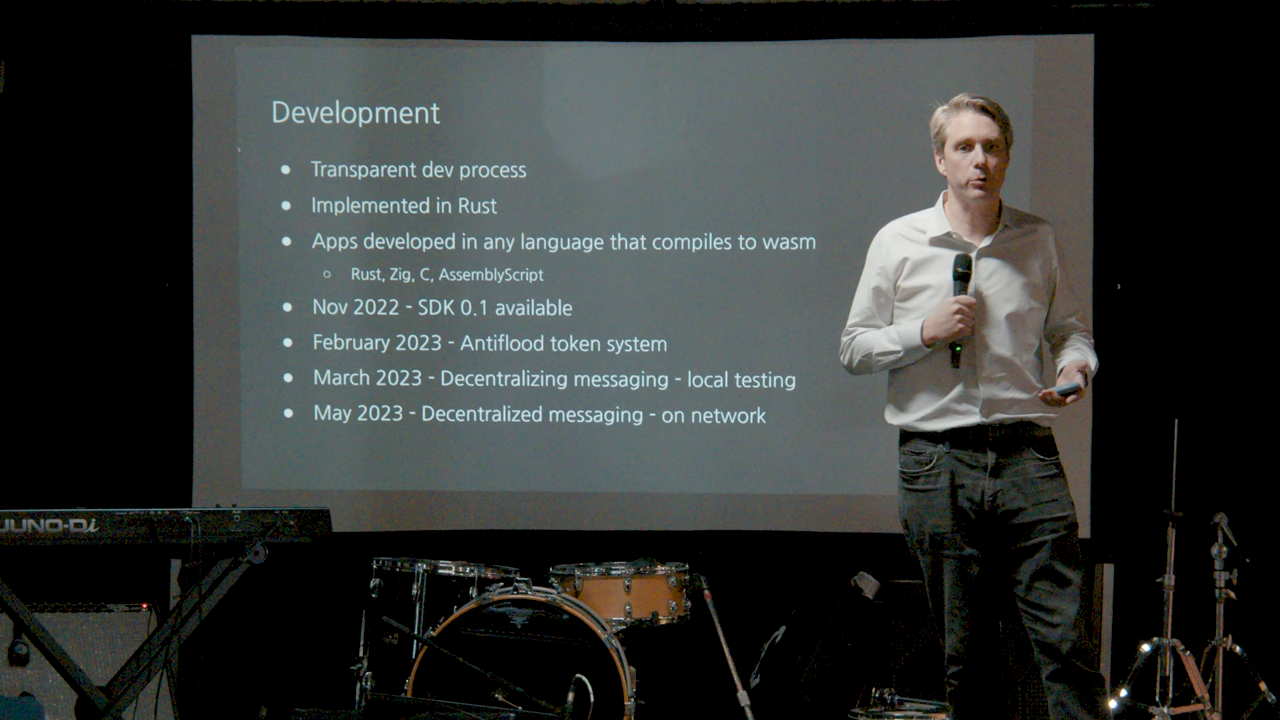 Development
● Transparent dev process
● Implemented in Rust
● Apps developed in any language that compiles to wasm
○ Rust, Zig, C, AssemblyScript
● Nov 2022 - SDK 0.1 available
● February 2023 - Antiflood token system
● March 2023 - Decentralizing messaging - local testing
● May 2023 - Decentralized messaging - on network
JUNO-Di